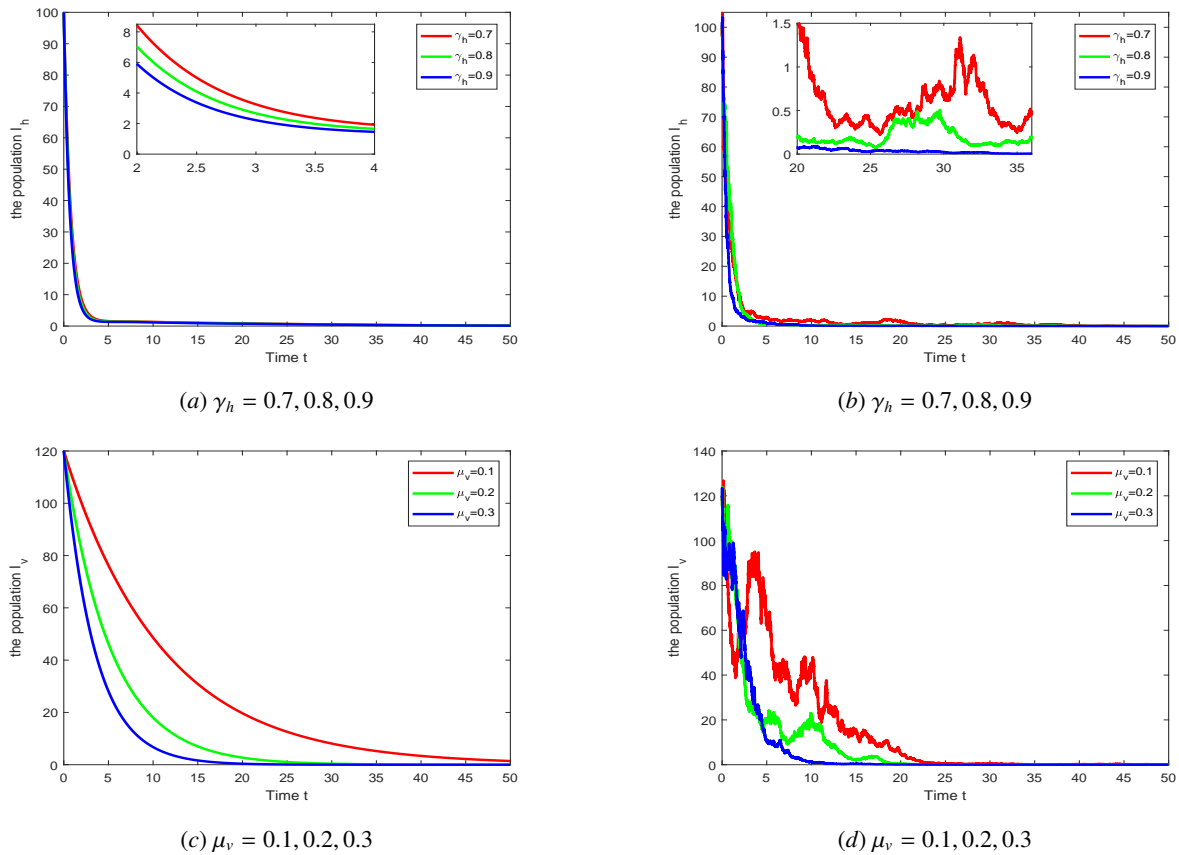 100
90
80
70
60
50
40
30
20
10
0
the population I_h
0 5 10 15 20 25 30 35 40 45 50
Time t
γ_h=0.7
γ_h=0.8
γ_h=0.9
8
6
4
2
0
2 2.5 3 3.5 4
(a) γ_h = 0.7, 0.8, 0.9
100
90
80
70
60
50
40
30
20
10
0
the population I_h
0 5 10 15 20 25 30 35 40 45 50
Time t
γ_h=0.7
γ_h=0.8
γ_h=0.9
1.5
1
0.5
0
20 25 30 35
(b) γ_h = 0.7, 0.8, 0.9
120
100
80
60
40
20
0
the population I_v
0 5 10 15 20 25 30 35 40 45 50
Time t
μ_v=0.1
μ_v=0.2
μ_v=0.3
(c) μ_v = 0.1, 0.2, 0.3
140
120
100
80
60
40
20
0
the population I_v
0 5 10 15 20 25 30 35 40 45 50
Time t
μ_v=0.1
μ_v=0.2
μ_v=0.3
(d) μ_v = 0.1, 0.2, 0.3